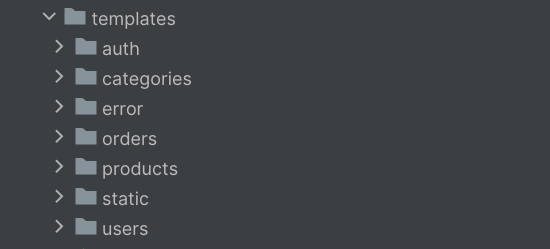 templates
auth
categories
error
orders
products
static
users